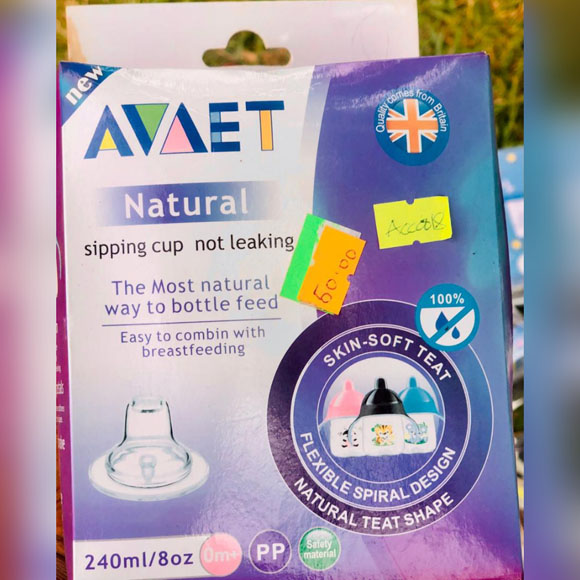 new
AVAET
Quality comes from Britain
Natural
sipping cup not leaking
50.00
The Most natural
way to bottle feed
Easy to combin with
breastfeeding
100%
SKIN-SOFT TEAT
FLEXIBLE SPIRAL DESIGN
NATURAL TEAT SHAPE
240ml/8oz
0m+
PP
Safety
material